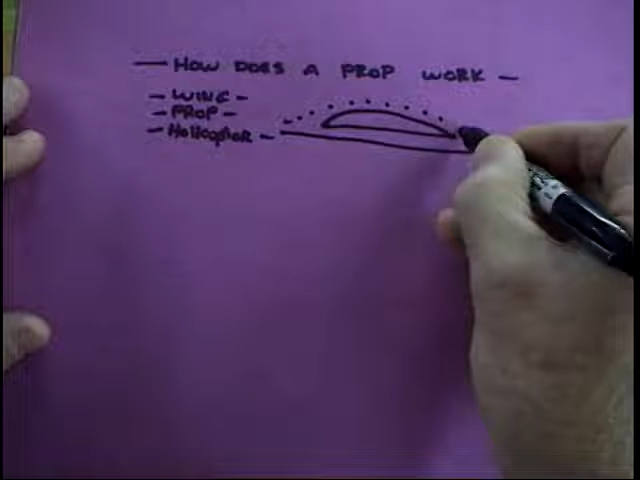 — HOW DOES A PROP WORK —
— WING —
— PROP —
— Helicopter —